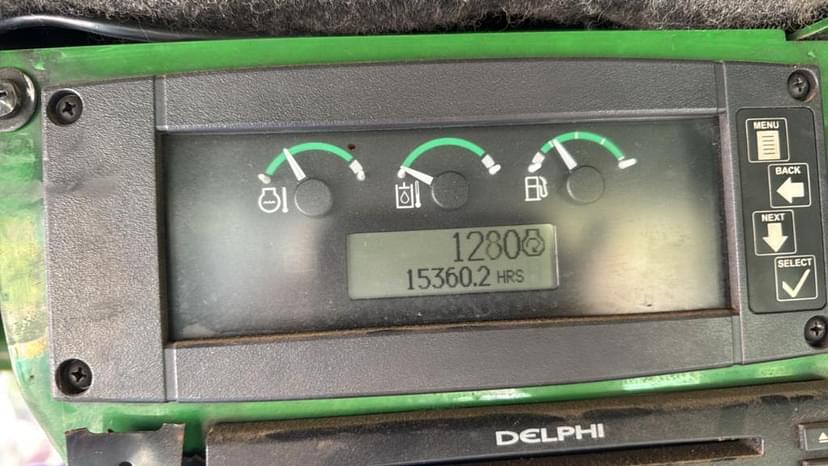 MENU
BACK
NEXT
SELECT
1280
15360.2 HRS
DELPHI